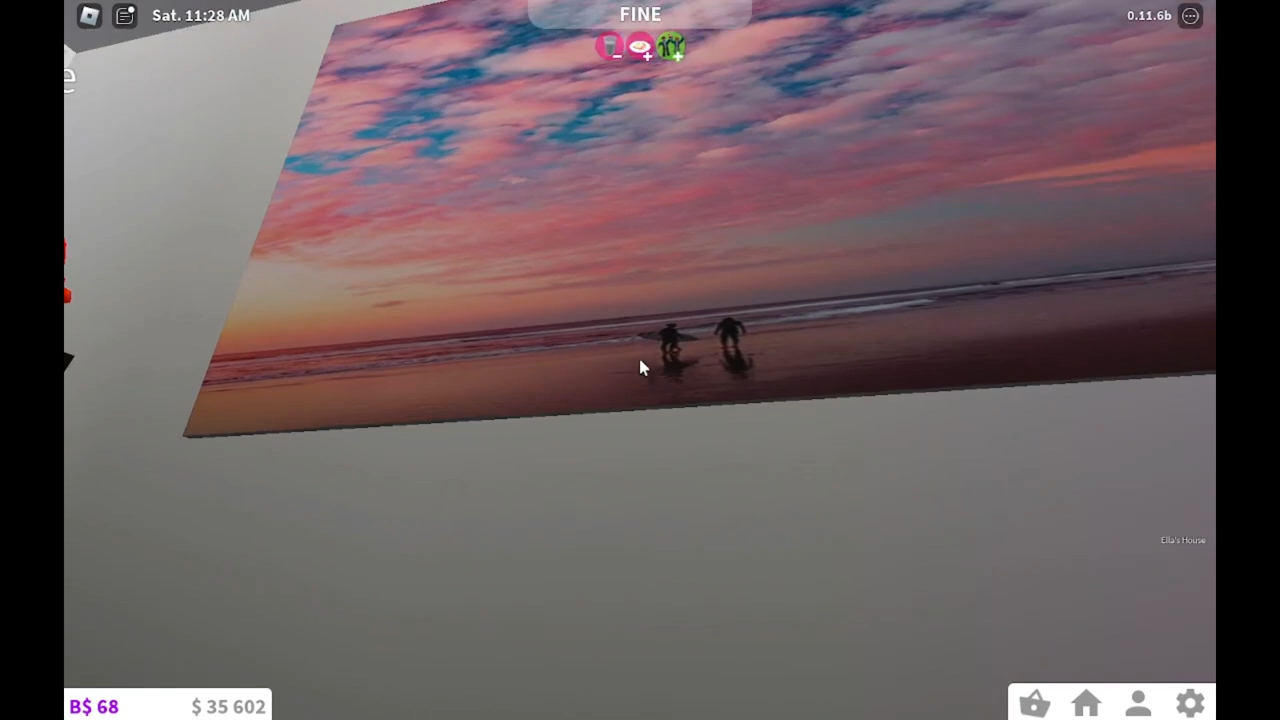 Sat. 11:28 AM
FINE
0.11.6b
e
Ella's House
B$ 68
$ 35 602